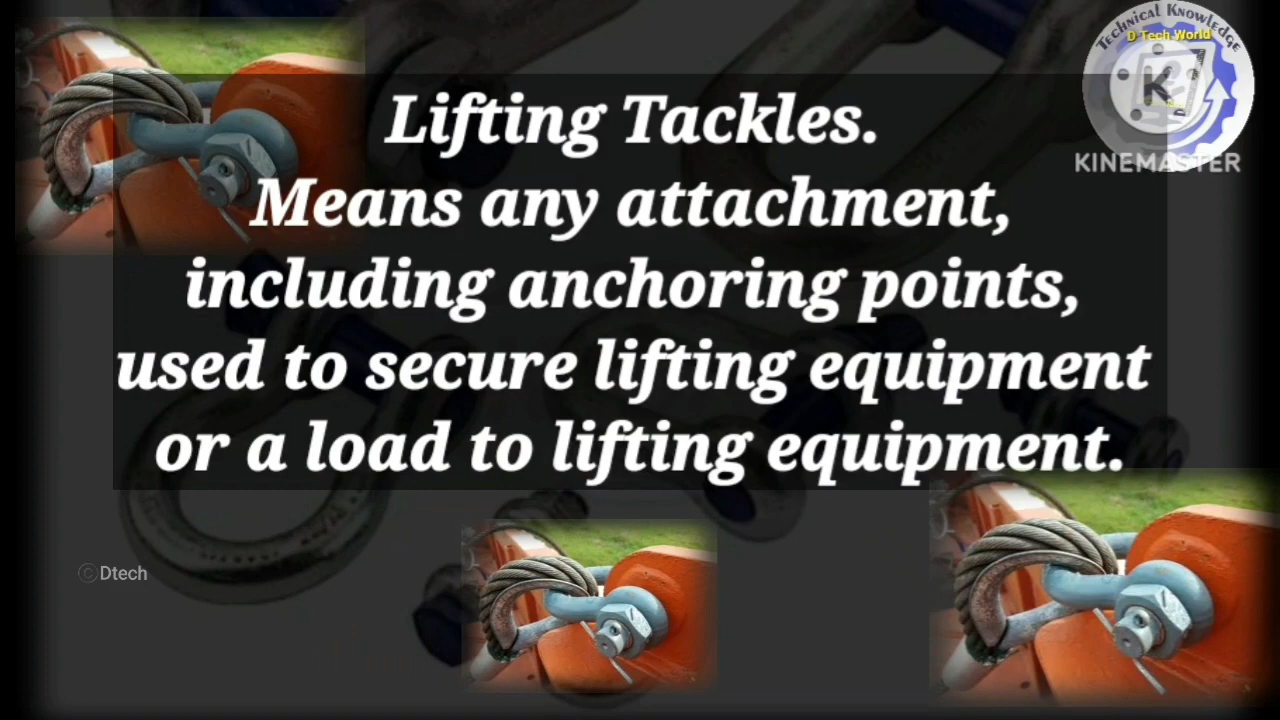 Technical Knowledge
D Tech World
K
KINEMASTER
Lifting Tackles.
Means any attachment,
including anchoring points,
used to secure lifting equipment
or a load to lifting equipment.
©Dtech